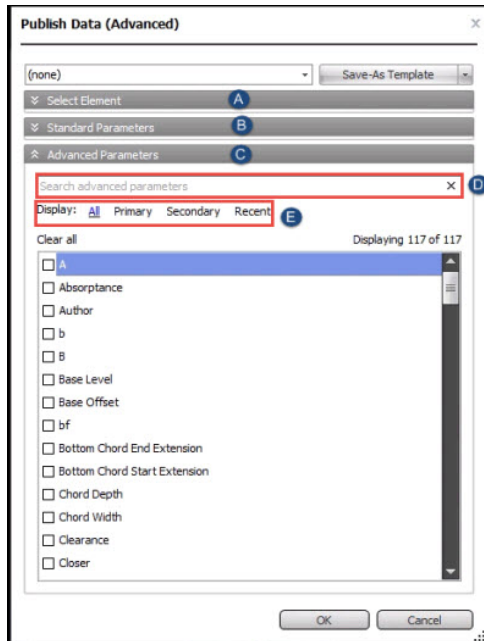 Publish Data (Advanced) x
(none) Save-As Template
Select Element A
Standard Parameters B
Advanced Parameters C
Search advanced parameters x D
Display: All Primary Secondary Recent E
Clear all Displaying 117 of 117
A
Absorptance
Author
b
B
Base Level
Base Offset
bf
Bottom Chord End Extension
Bottom Chord Start Extension
Chord Depth
Chord Width
Clearance
Closer
OK Cancel